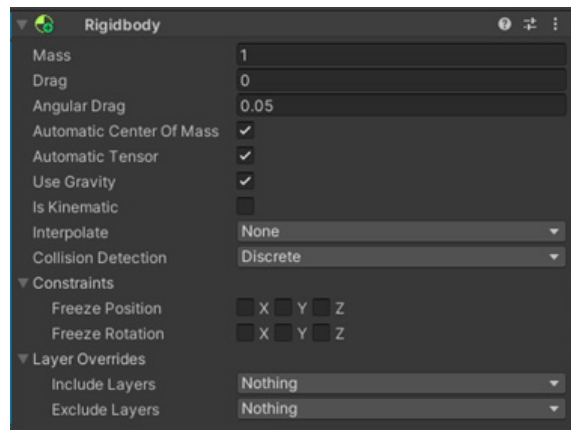 Rigidbody
Mass 1
Drag 0
Angular Drag 0.05
Automatic Center Of Mass
Automatic Tensor
Use Gravity
Is Kinematic
Interpolate None
Collision Detection Discrete
Constraints
Freeze Position X Y Z
Freeze Rotation X Y Z
Layer Overrides
Include Layers Nothing
Exclude Layers Nothing